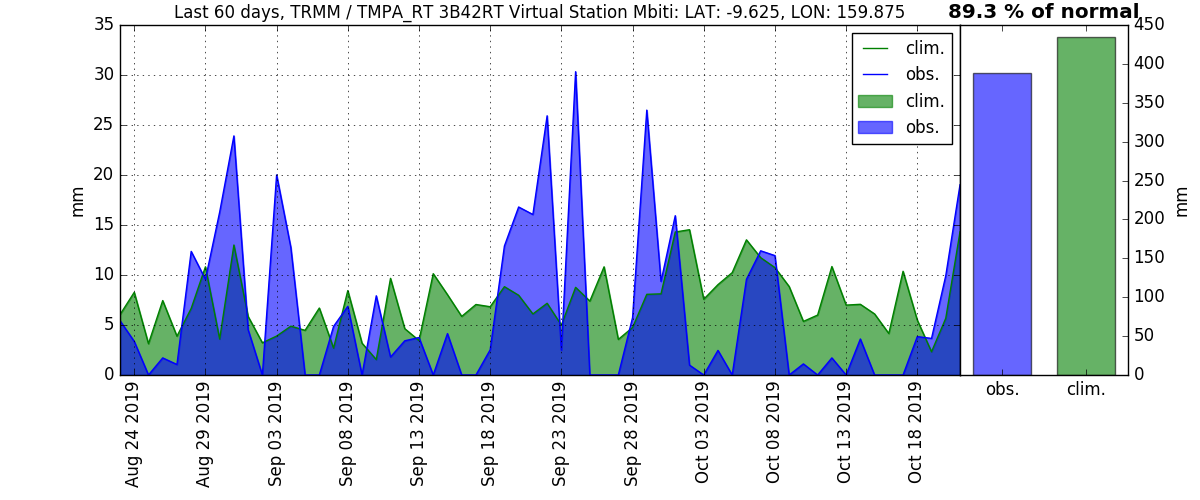 Last 60 days, TRMM / TMPA_RT 3B42RT Virtual Station Mbiti: LAT: -9.625, LON: 159.875
89.3 % of normal
35
30
25
20
15
10
5
0
mm
clim.
obs.
clim.
obs.
450
400
350
300
250
200
150
100
50
0
mm
obs.
clim.
Aug 24 2019
Aug 29 2019
Sep 03 2019
Sep 08 2019
Sep 13 2019
Sep 18 2019
Sep 23 2019
Sep 28 2019
Oct 03 2019
Oct 08 2019
Oct 13 2019
Oct 18 2019